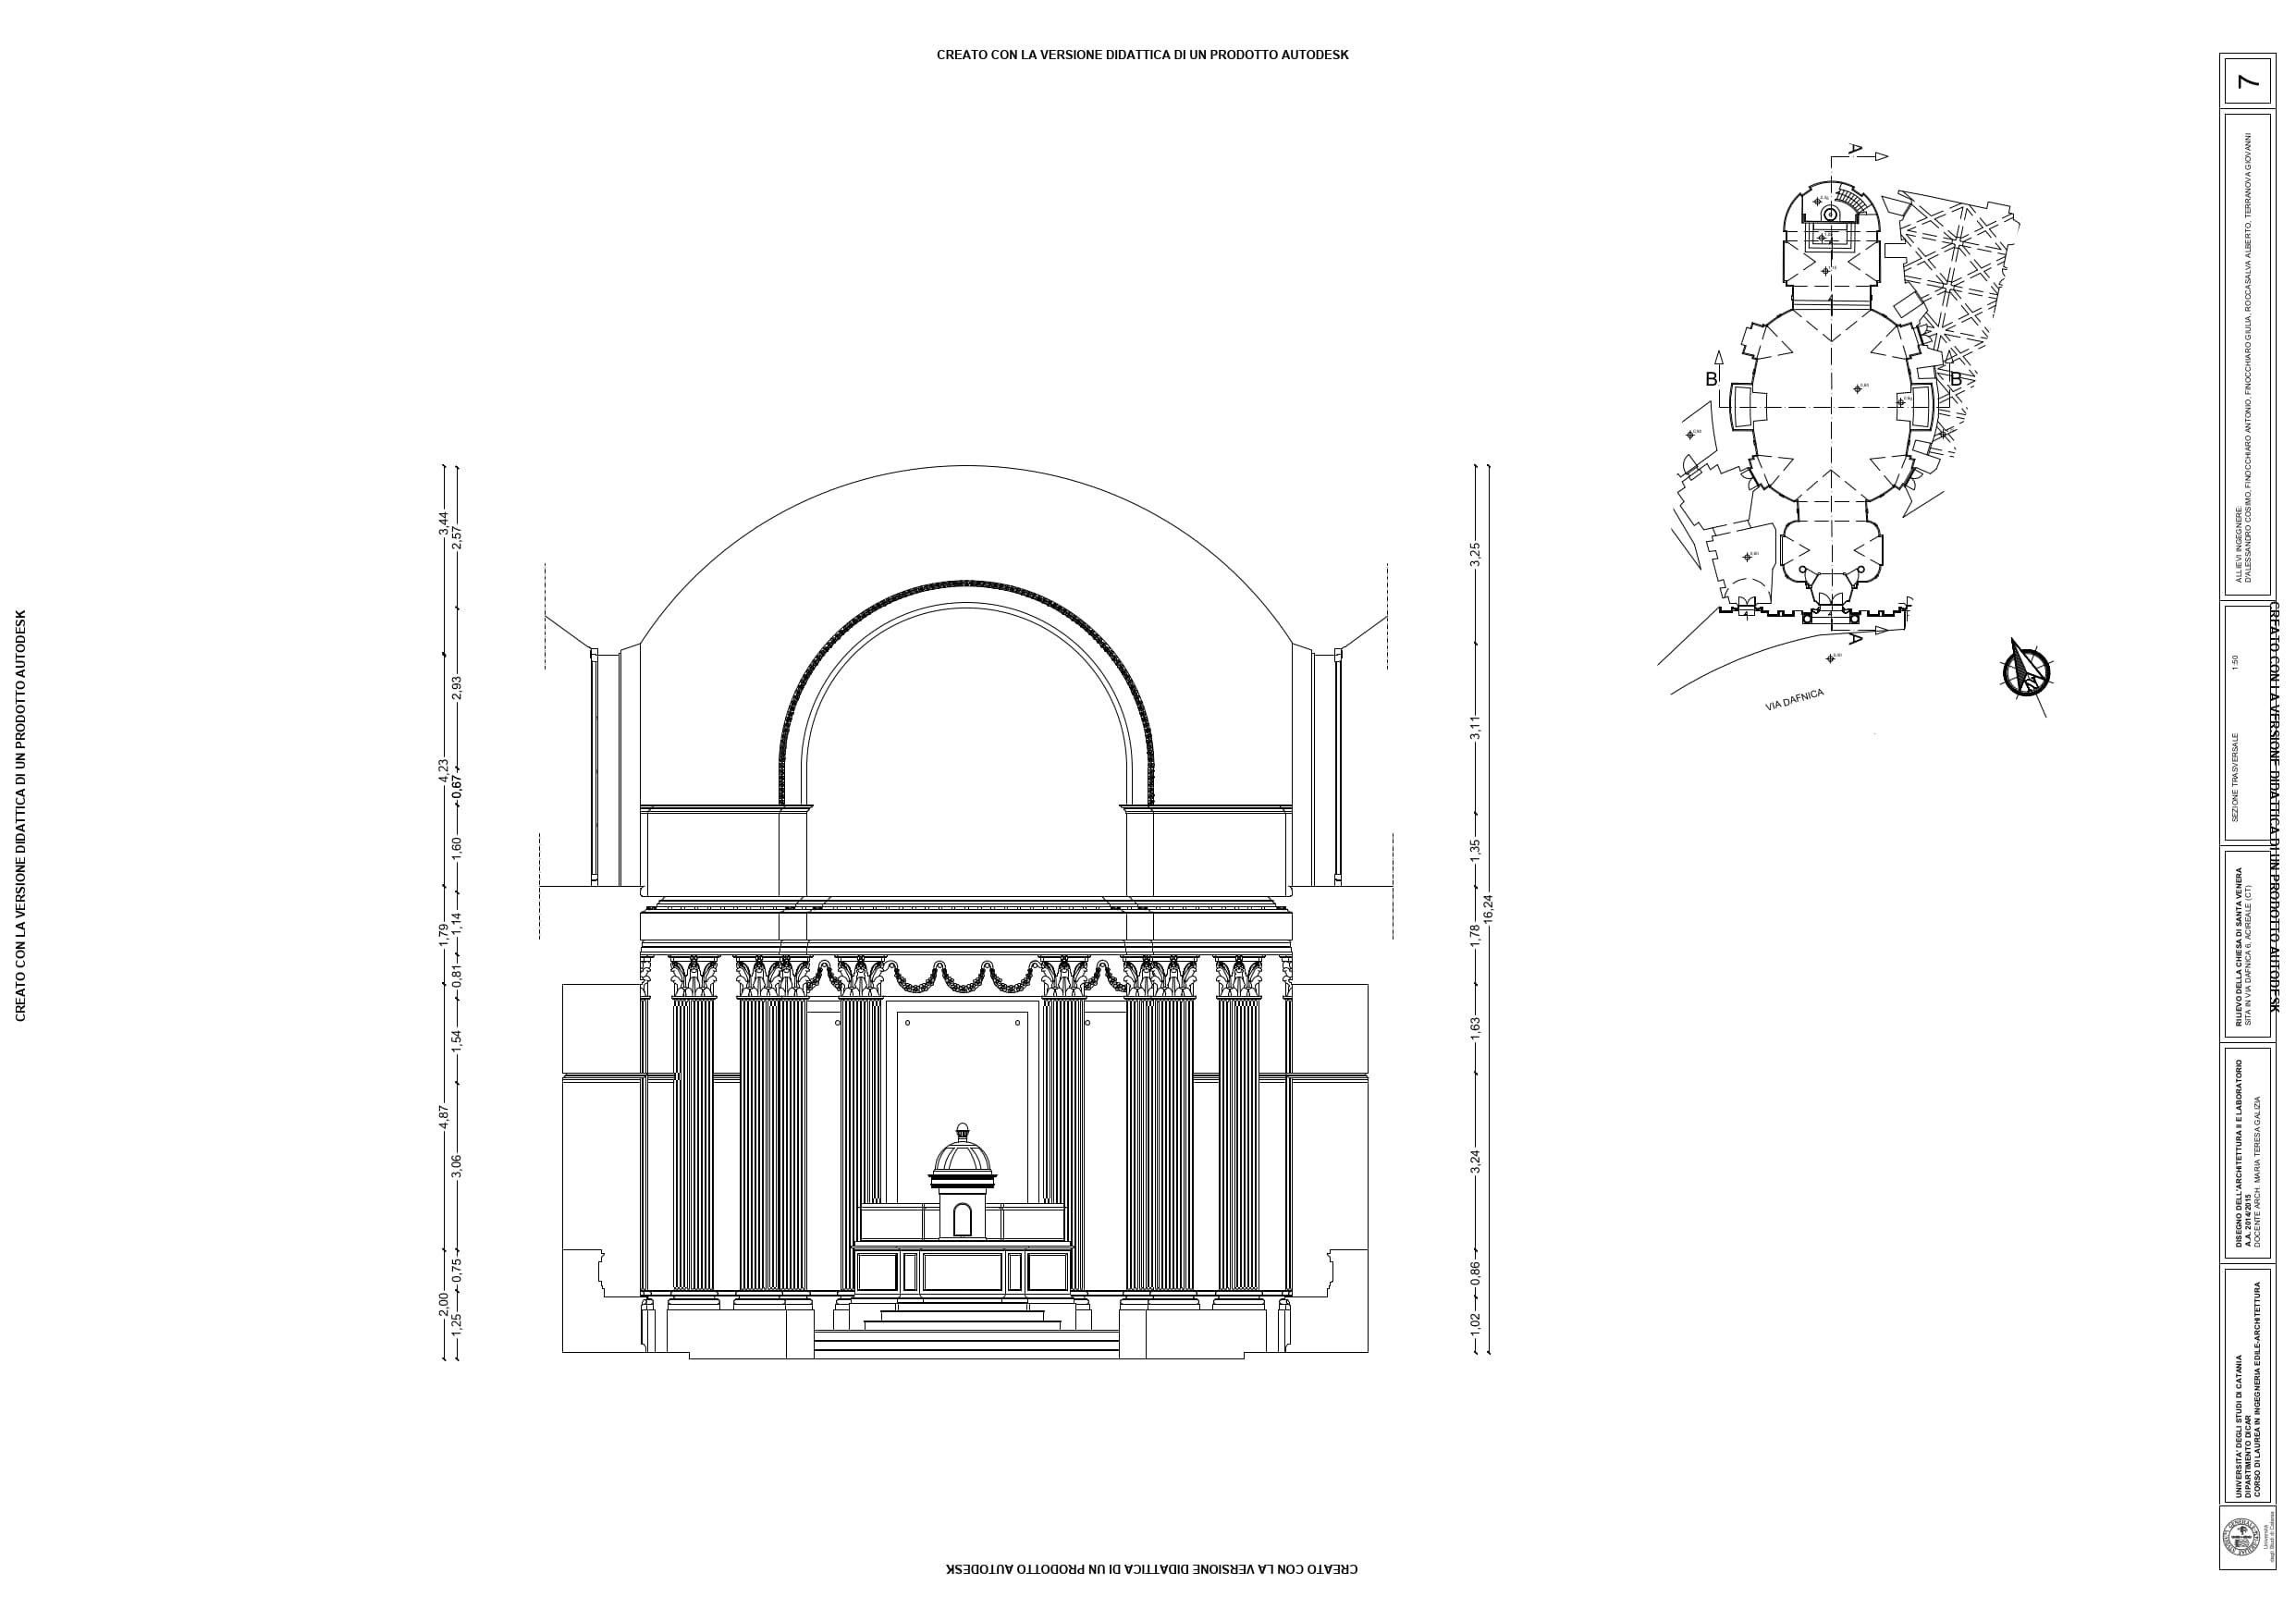 CREATO CON LA VERSIONE DIDATTICA DI UN PRODOTTO AUTODESK
CREATO CON LA VERSIONE DIDATTICA DI UN PRODOTTO AUTODESK
3,44
4,23
1,79
4,87
2,00
2,57
2,93
0,67
1,60
1,14
0,81
1,54
3,06
0,75
1,25
3,25
3,11
1,35
1,78
1,63
3,24
0,86
1,02
16,24
A
B
B
A
VIA DAFNICA
N
7
ALLIEVI INGEGNERE:
D'ALESSANDRO COSIMO, FINOCCHIARO ANTONIO, FINOCCHIARO GIULIA, ROCCASALVA ALBERTO, TERRANOVA GIOVANNI
SEZIONE TRASVERSALE 1:50
RILIEVO DELLA CHIESA DI SANTA VENERA
SITA IN VIA DAFNICA 6, ACIREALE (CT)
DISEGNO DELL'ARCHITETTURA II E LABORATORIO
A.A. 2014/2015
DOCENTE ARCH. MARIA TERESA GALIZIA
UNIVERSITA' DEGLI STUDI DI CATANIA
DIPARTIMENTO DICAR
CORSO DI LAUREA IN INGEGNERIA EDILE-ARCHITETTURA
Università
degli Studi di Catania
CREATO CON LA VERSIONE DIDATTICA DI UN PRODOTTO AUTODESK
CREATO CON LA VERSIONE DIDATTICA DI UN PRODOTTO AUTODESK